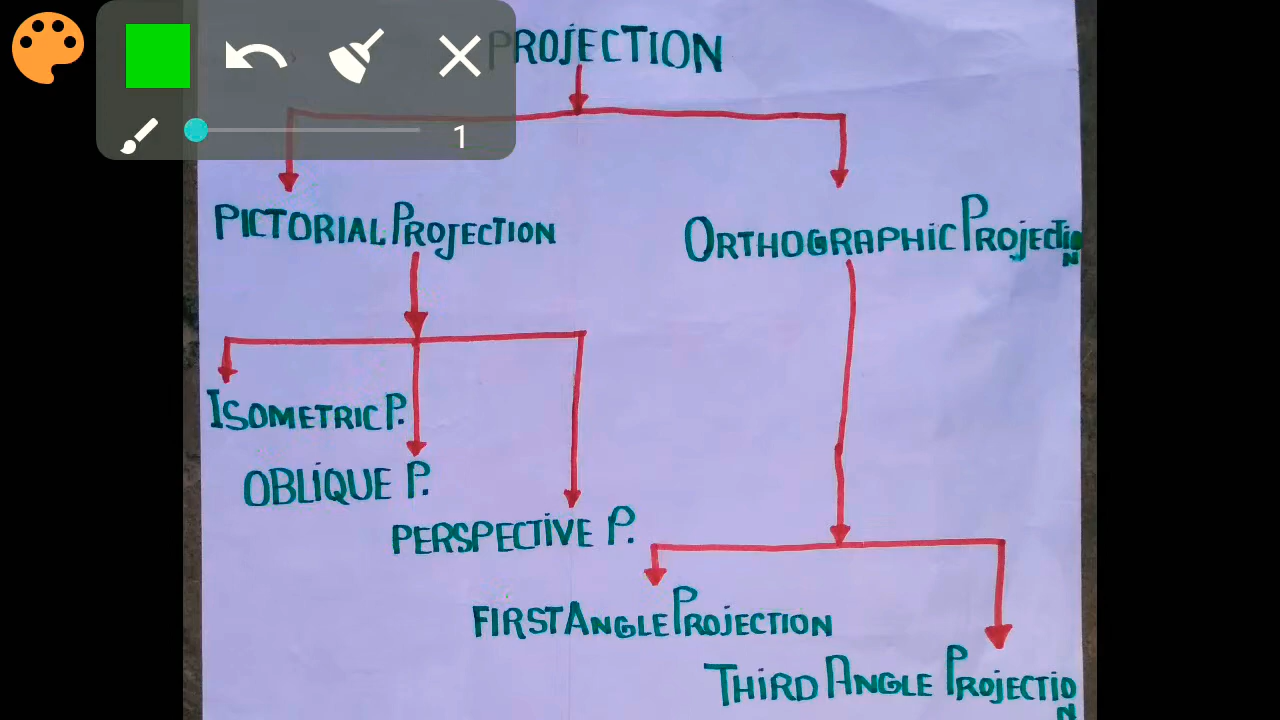 1
PROJECTION
PICTORIAL PROJECTION
ORTHOGRAPHIC PROJECTION
ISOMETRIC P.
OBLIQUE P.
PERSPECTIVE P.
FIRST ANGLE PROJECTION
THIRD ANGLE PROJECTION